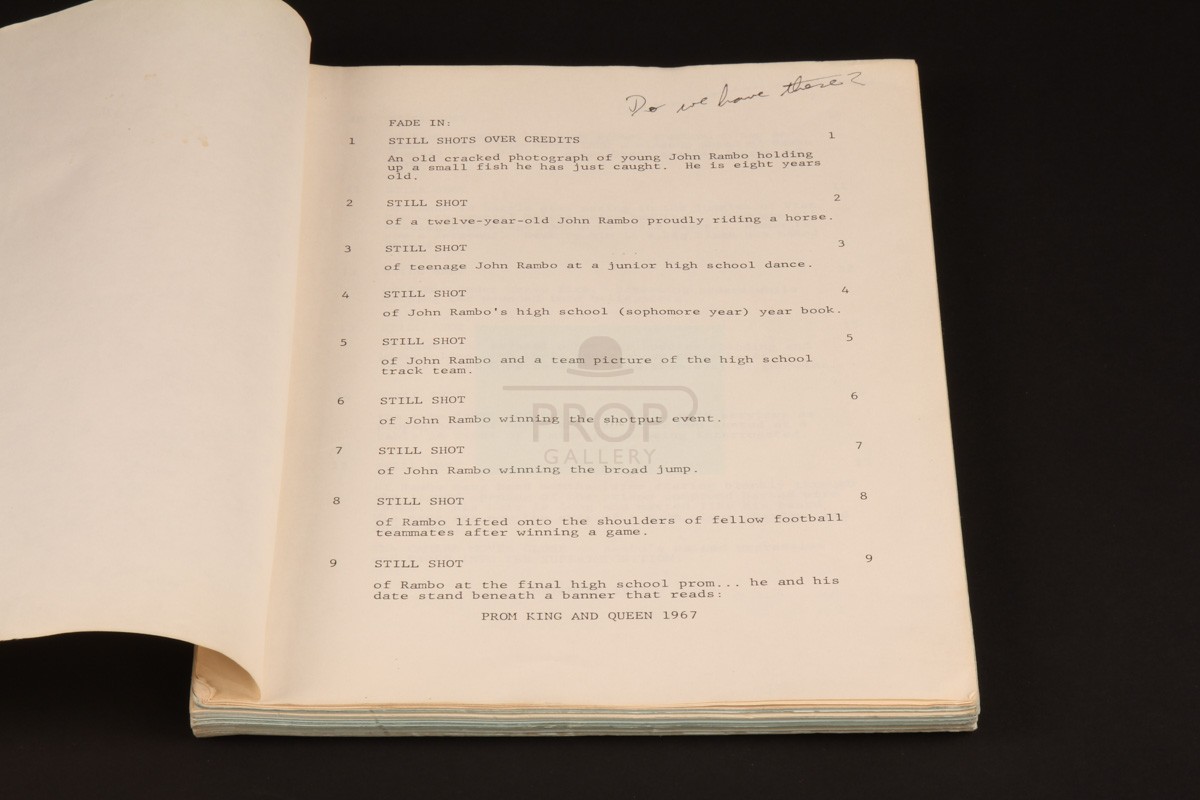 Do we have these?
FADE IN:
1 STILL SHOTS OVER CREDITS 1
An old cracked photograph of young John Rambo holding
up a small fish he has just caught. He is eight years
old.
2 STILL SHOT 2
of a twelve-year-old John Rambo proudly riding a horse.
3 STILL SHOT 3
of teenage John Rambo at a junior high school dance.
4 STILL SHOT 4
of John Rambo's high school (sophomore year) year book.
5 STILL SHOT 5
of John Rambo and a team picture of the high school
track team.
6 STILL SHOT 6
of John Rambo winning the shotput event.
7 STILL SHOT 7
of John Rambo winning the broad jump.
8 STILL SHOT 8
of Rambo lifted onto the shoulders of fellow football
teammates after winning a game.
9 STILL SHOT 9
of Rambo at the final high school prom... he and his
date stand beneath a banner that reads:
PROM KING AND QUEEN 1967
PROP
GALLERY